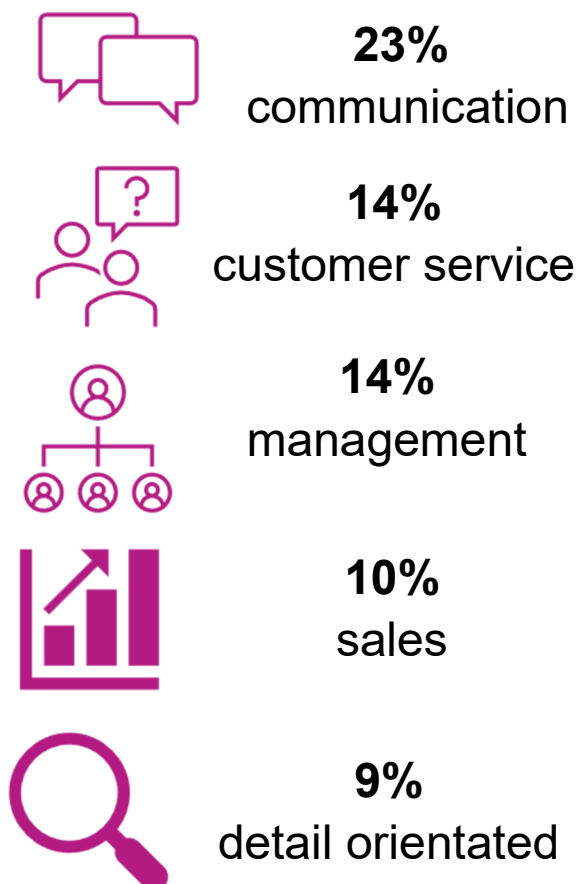 23%
communication
?
14%
customer service
14%
management
10%
sales
9%
detail orientated